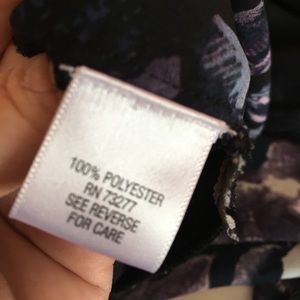 100% POLYESTER
RN 73277
SEE REVERSE
FOR CARE